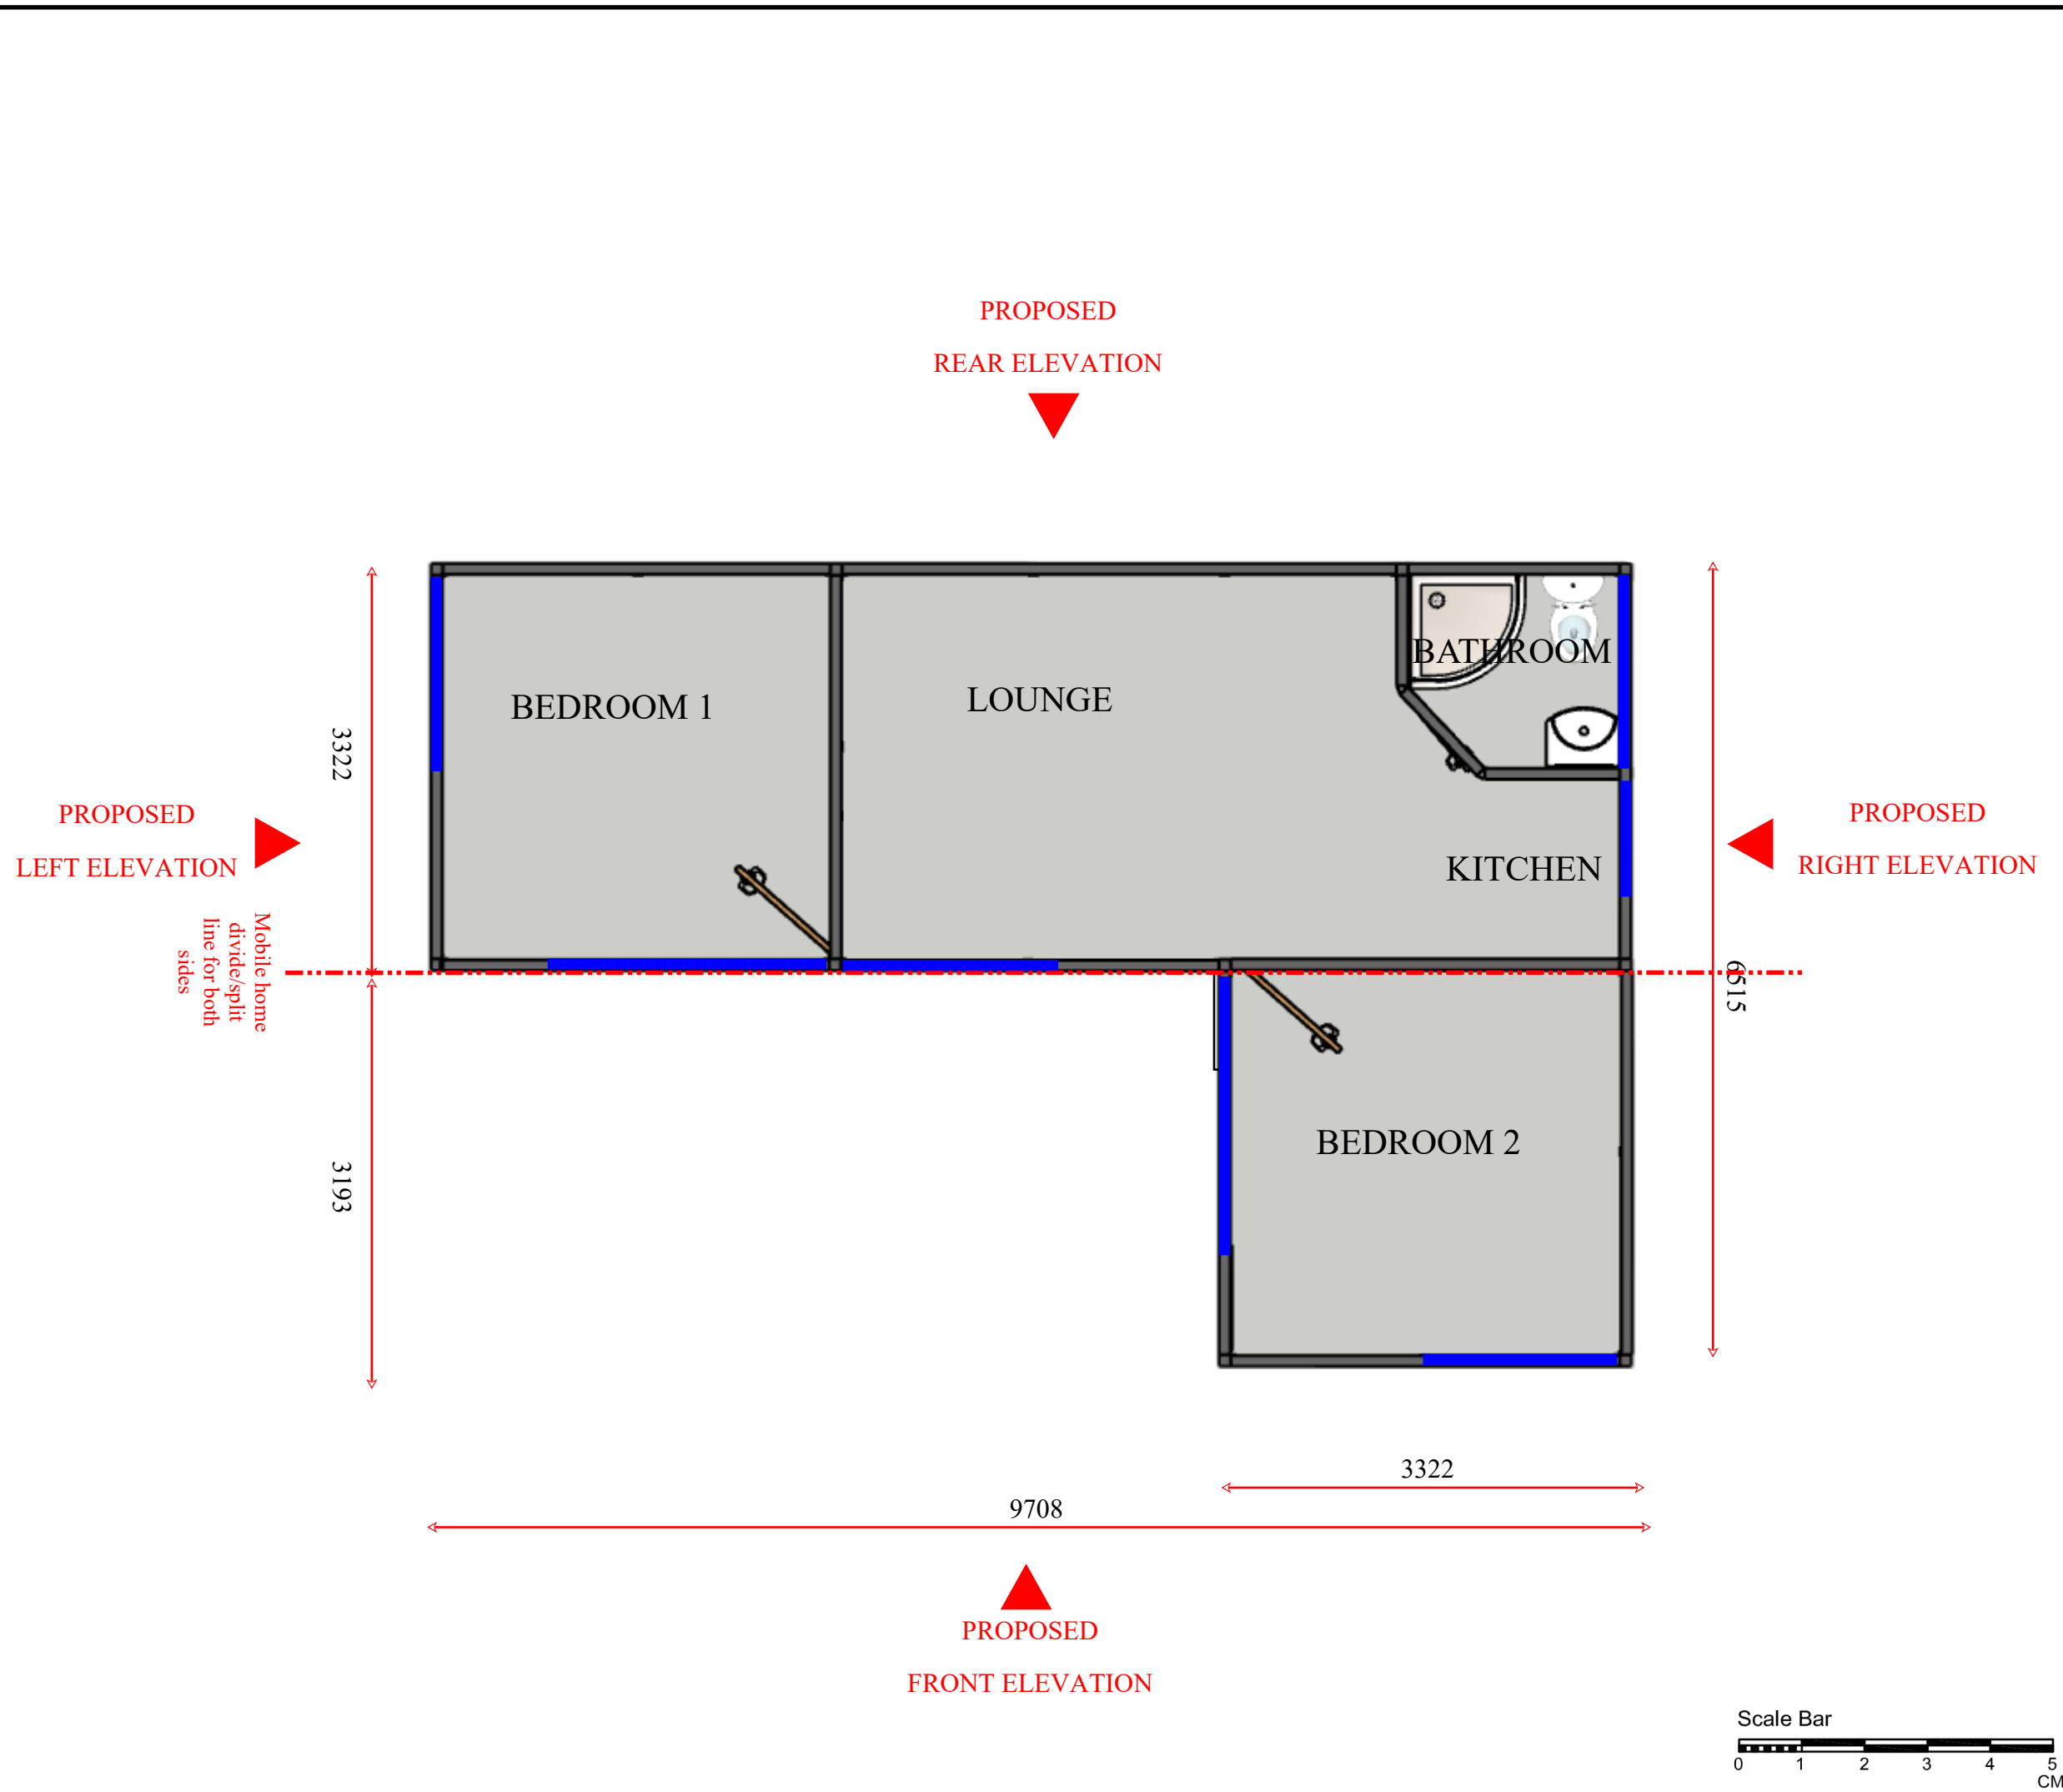 PROPOSED
REAR ELEVATION
BEDROOM 1
LOUNGE
BATHROOM
3322
PROPOSED
LEFT ELEVATION
KITCHEN
PROPOSED
RIGHT ELEVATION
Mobile home
divide/split
line for both
sides
6515
BEDROOM 2
3193
3322
9708
PROPOSED
FRONT ELEVATION
Scale Bar
0 1 2 3 4 5
CM